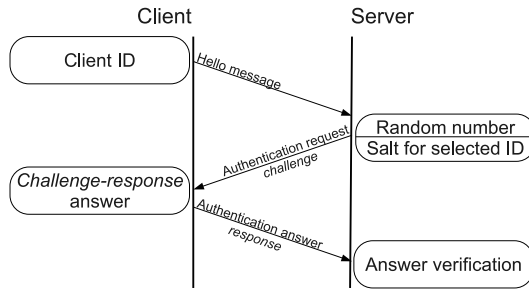 Client
Server
Client ID
Hello message
Random number
Salt for selected ID
Authentication request
challenge
Challenge-response
answer
Authentication answer
response
Answer verification